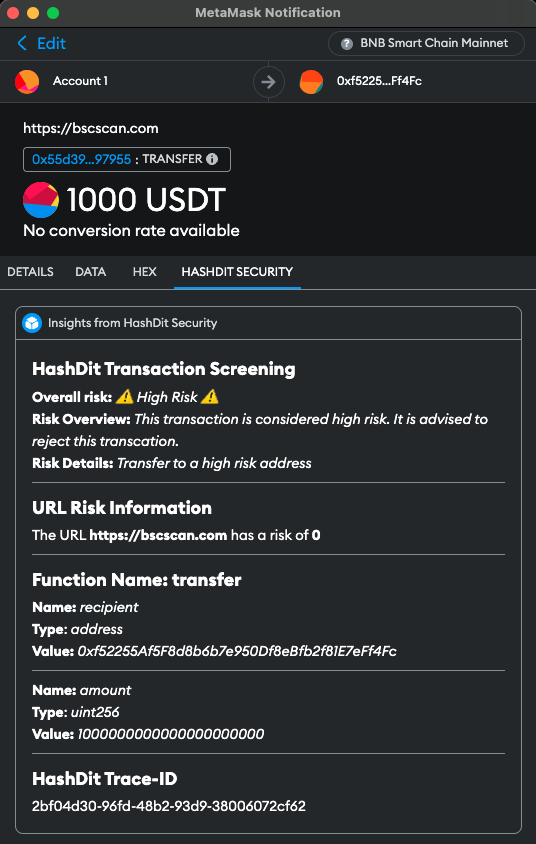 MetaMask Notification
Edit
BNB Smart Chain Mainnet
Account 1
0xf5225...Ff4Fc
https://bscscan.com
0x55d39...97955 : TRANSFER
1000 USDT
No conversion rate available
DETAILS
DATA
HEX
HASHDIT SECURITY
Insights from HashDit Security
HashDit Transaction Screening
Overall risk: ⚠️ High Risk ⚠️
Risk Overview: This transaction is considered high risk. It is advised to
reject this transcation.
Risk Details: Transfer to a high risk address
URL Risk Information
The URL https://bscscan.com has a risk of 0
Function Name: transfer
Name: recipient
Type: address
Value: 0xf52255Af5F8d8b6b7e950Df8eBfb2f81E7eFf4Fc
Name: amount
Type: uint256
Value: 1000000000000000000000
HashDit Trace-ID
2bf04d30-96fd-48b2-93d9-38006072cf62